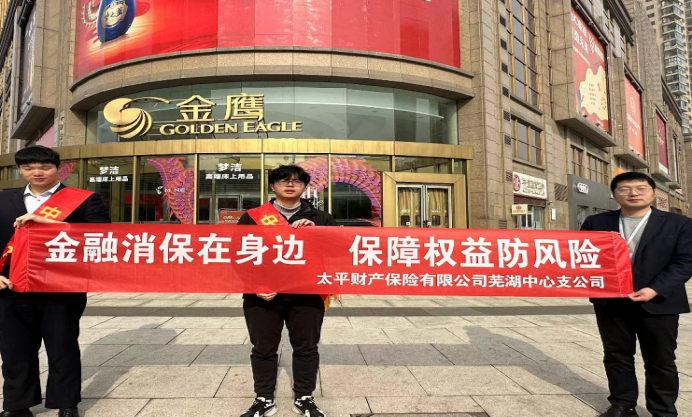 金鹰
GOLDEN EAGLE
梦洁
高端床上用品
梦洁
高端床上用品
金融消保在身边 保障权益防风险
太平财产保险有限公司芜湖中心支公司